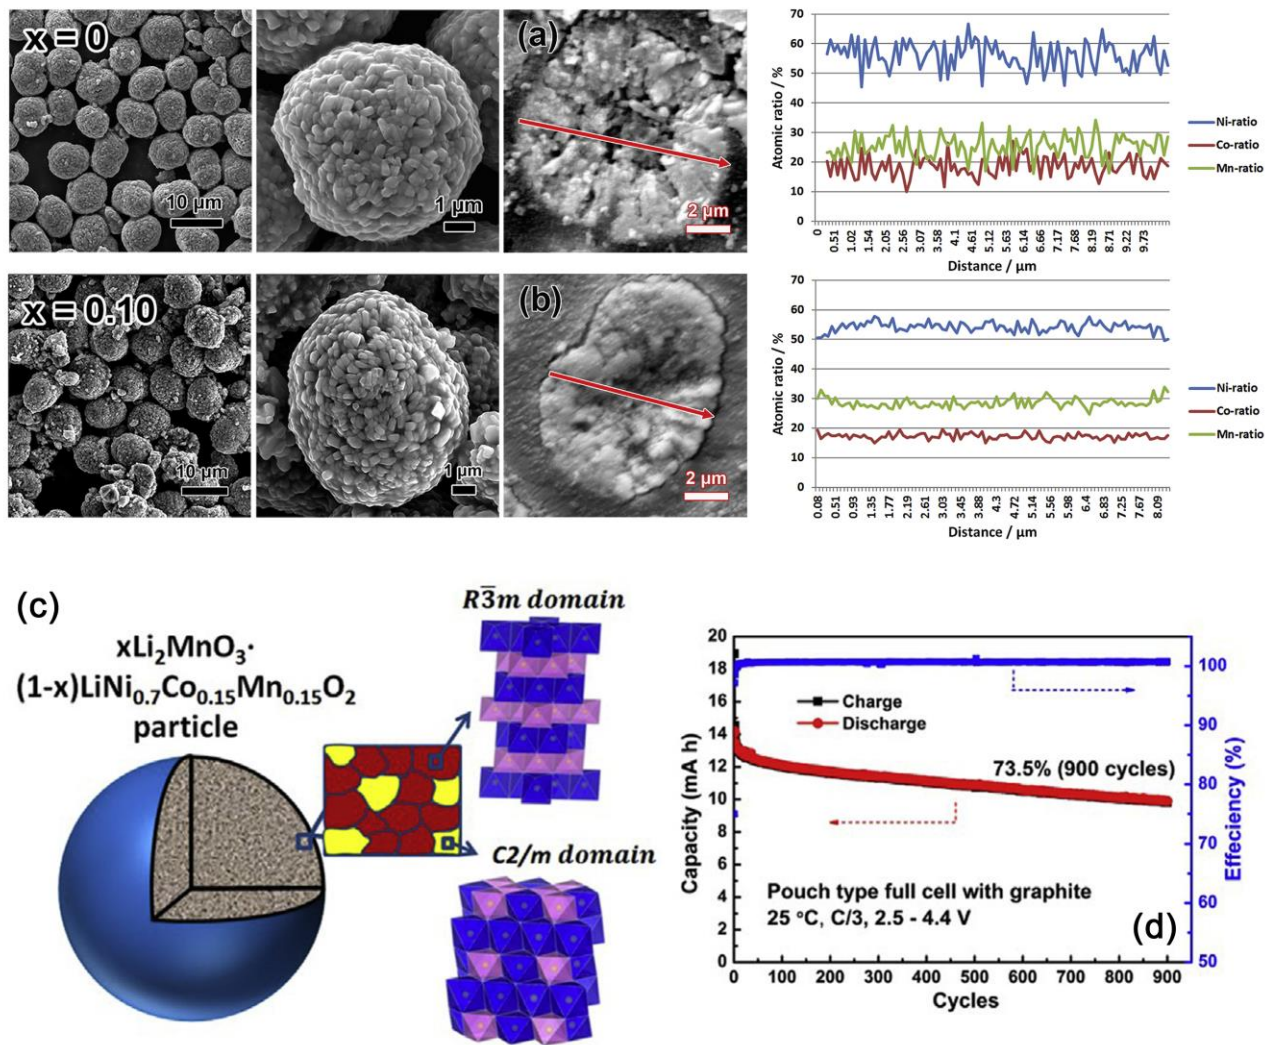 x = 0
10 μm
1 μm
(a)
2 μm
70
60
50
40
30
20
10
0
Atomic ratio / %
0 0.51 1.02 1.54 2.05 2.56 3.07 3.58 4.1 4.61 5.12 5.63 6.14 6.66 7.17 7.68 8.19 8.71 9.22 9.73
Distance / μm
Ni-ratio
Co-ratio
Mn-ratio
x = 0.10
10 μm
1 μm
(b)
2 μm
70
60
50
40
30
20
10
0
Atomic ratio / %
0.08 0.51 0.93 1.35 1.77 2.19 2.61 3.03 3.45 3.88 4.3 4.72 5.14 5.56 5.98 6.4 6.83 7.25 7.67 8.09
Distance / μm
Ni-ratio
Co-ratio
Mn-ratio
(c)
xLi₂MnO₃·
(1-x)LiNi₀.₇Co₀.₁₅Mn₀.₁₅O₂
particle
R3̅m domain
C2/m domain
20
18
16
14
12
10
8
6
4
2
0
Capacity (mA h)
Charge
Discharge
73.5% (900 cycles)
Pouch type full cell with graphite
25 °C, C/3, 2.5 - 4.4 V
(d)
100
90
80
70
60
50
Effeciency (%)
0 100 200 300 400 500 600 700 800 900
Cycles